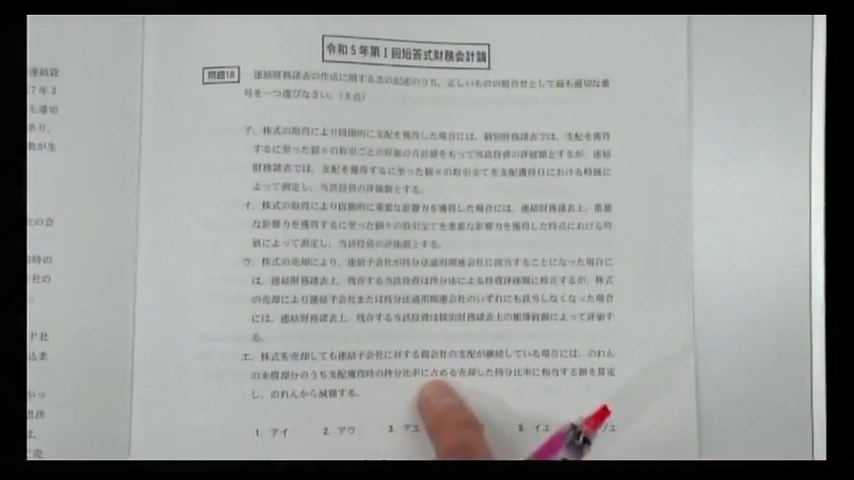 令和5年第Ⅰ回短答式財務会計論
問題18 連結財務諸表の作成に関する次の記述のうち,正しいものの組合せとして最も適切な番
号を一つ選びなさい。(8点)
ア.株式の取得により段階的に支配を獲得した場合には,個別財務諸表では,支配を獲得
するに至った個々の取引ごとの原価の合計額をもって当該投資の評価額とするが,連結
財務諸表では,支配を獲得するに至った個々の取引全てを支配獲得日における時価に
よって測定し,当該投資の評価額とする。
イ.株式の取得により段階的に重要な影響力を獲得した場合には,連結財務諸表上,重要
な影響力を獲得するに至った個々の取引全てを重要な影響力を獲得した時点における時
価によって測定し,当該投資の評価額とする。
ウ.株式の売却により,連結子会社が持分法適用関連会社に該当することになった場合に
は,連結財務諸表上,残存する当該投資は持分法による投資評価額に修正するが,株式
の売却により連結子会社または持分法適用関連会社のいずれにも該当しなくなった場合
には,連結財務諸表上,残存する当該投資は個別財務諸表上の帳簿価額によって評価す
る。
エ.株式を売却しても連結子会社に対する親会社の支配が継続している場合には,のれん
の未償却部分のうち支配獲得時の持分比率に占める売却した持分比率に相当する額を算定
し,のれんから減額する。
1. アイ 2. アウ 3. アエ 5. イエ ウエ